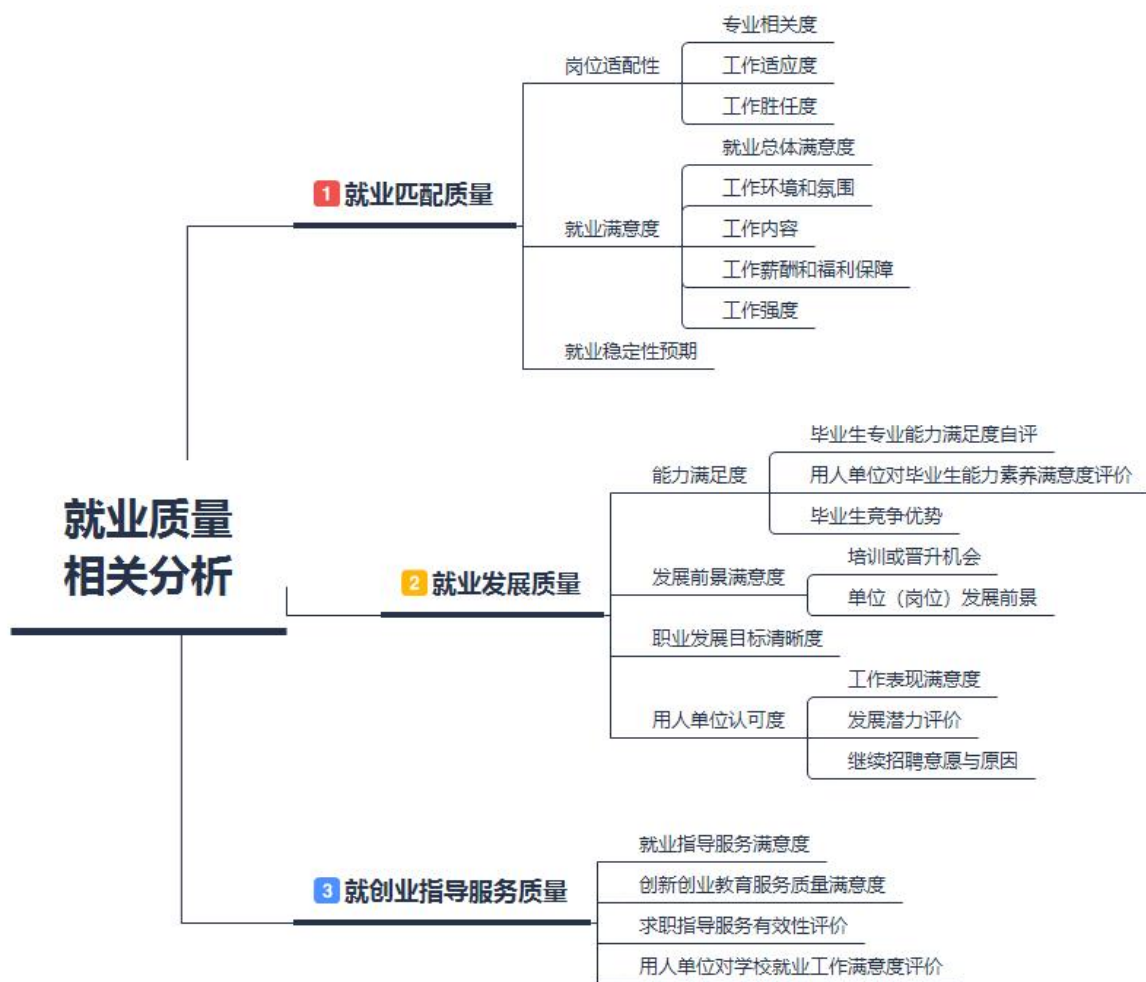 就业质量
相关分析
1 就业匹配质量
岗位适配性
专业相关度
工作适应度
工作胜任度
就业满意度
就业总体满意度
工作环境和氛围
工作内容
工作薪酬和福利保障
工作强度
就业稳定性预期
2 就业发展质量
能力满足度
毕业生专业能力满足度自评
用人单位对毕业生能力素养满意度评价
毕业生竞争优势
发展前景满意度
培训或晋升机会
单位（岗位）发展前景
职业发展目标清晰度
用人单位认可度
工作表现满意度
发展潜力评价
继续招聘意愿与原因
3 就创业指导服务质量
就业指导服务满意度
创新创业教育服务质量满意度
求职指导服务有效性评价
用人单位对学校就业工作满意度评价